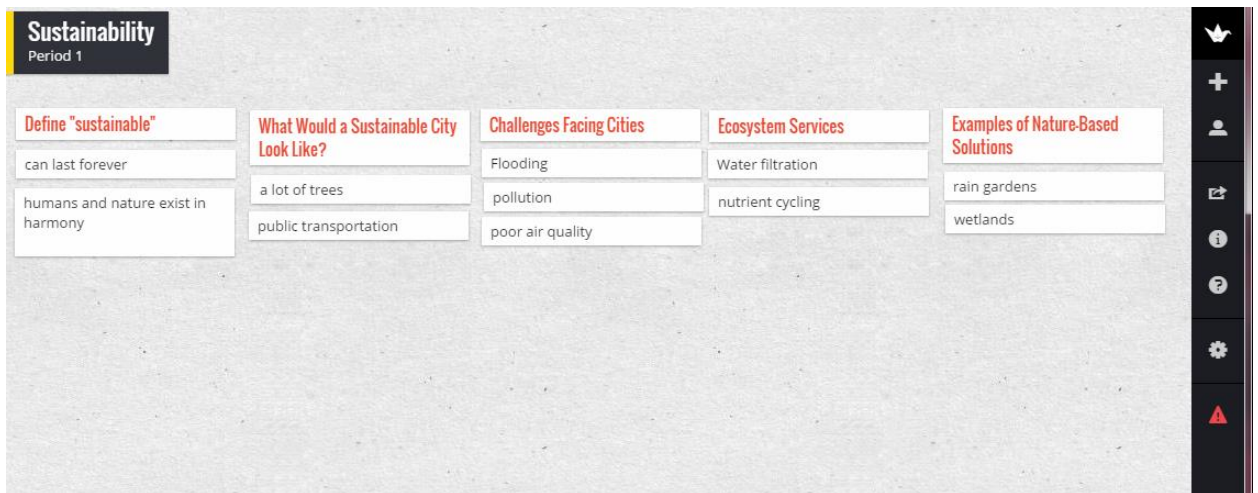 Sustainability
Period 1
Define "sustainable"
can last forever
humans and nature exist in
harmony
What Would a Sustainable City
Look Like?
a lot of trees
public transportation
Challenges Facing Cities
Flooding
pollution
poor air quality
Ecosystem Services
Water filtration
nutrient cycling
Examples of Nature-Based
Solutions
rain gardens
wetlands